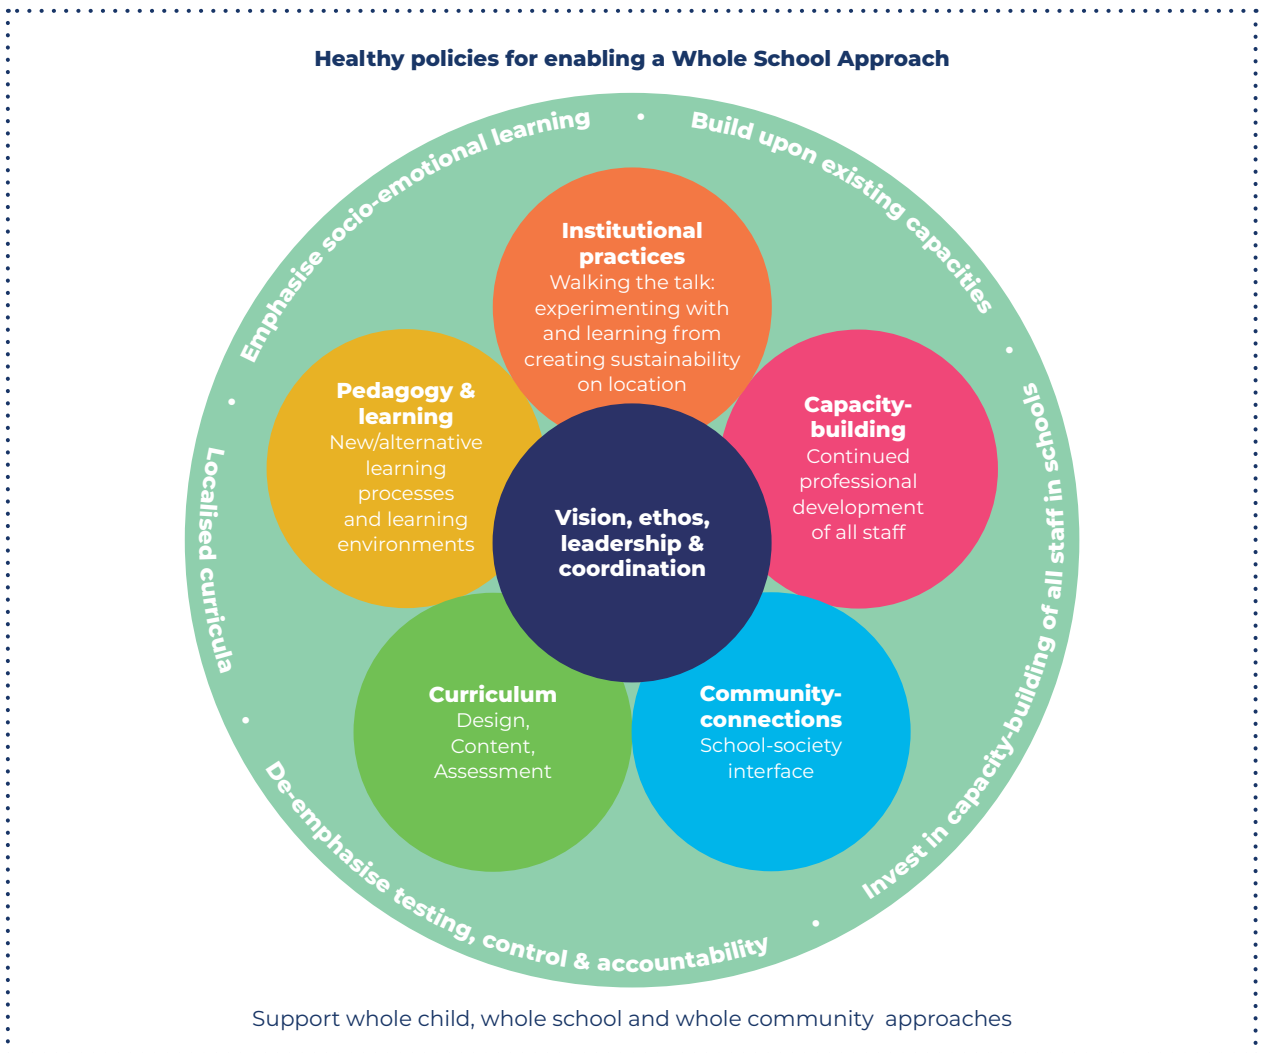 Healthy policies for enabling a Whole School Approach
Emphasise socio-emotional learning
•
Build upon existing capacities
•
Invest in capacity-building of all staff in schools
•
De-emphasise testing, control & accountability
•
Localised curricula
•
Institutional
practices
Walking the talk:
experimenting with
and learning from
creating sustainability
on location
Pedagogy &
learning
New/alternative
learning
processes
and learning
environments
Capacity-
building
Continued
professional
development
of all staff
Vision, ethos,
leadership &
coordination
Curriculum
Design,
Content,
Assessment
Community-
connections
School-society
interface
Support whole child, whole school and whole community  approaches